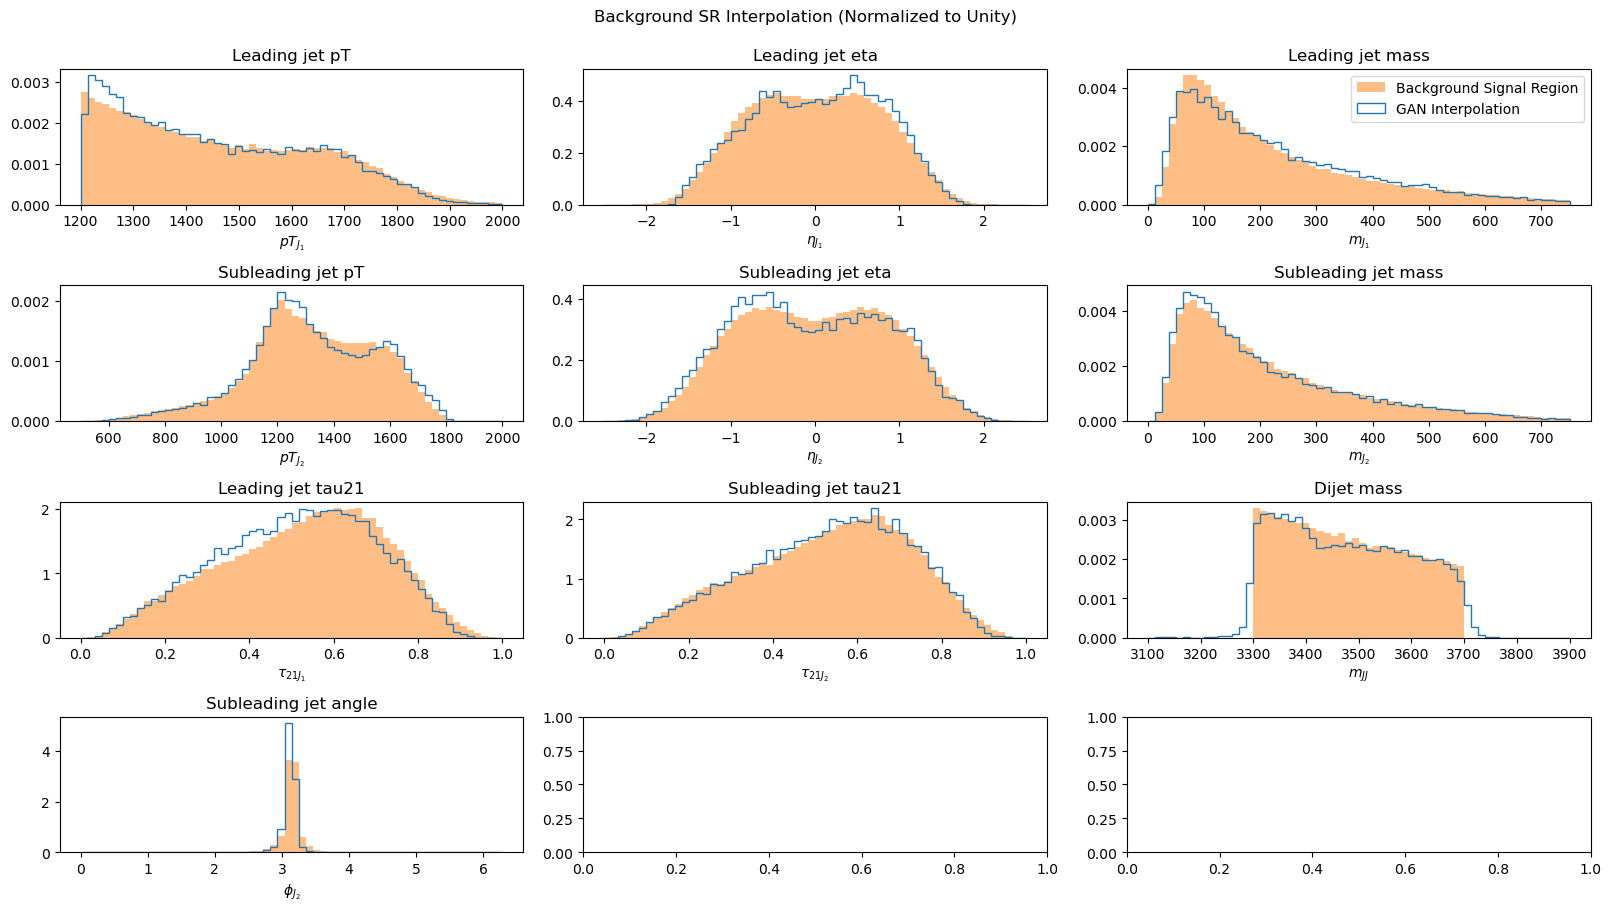 Background SR Interpolation (Normalized to Unity)
Leading jet pT
0.003
0.002
0.001
0.000
1200 1300 1400 1500 1600 1700 1800 1900 2000
pT_{J_1}
Leading jet eta
0.4
0.2
0.0
−2 −1 0 1 2
η_{J_1}
Leading jet mass
Background Signal Region
GAN Interpolation
0.004
0.002
0.000
0 100 200 300 400 500 600 700
m_{J_1}
Subleading jet pT
0.002
0.001
0.000
600 800 1000 1200 1400 1600 1800 2000
pT_{J_2}
Subleading jet eta
0.4
0.2
0.0
−2 −1 0 1 2
η_{J_2}
Subleading jet mass
0.004
0.002
0.000
0 100 200 300 400 500 600 700
m_{J_2}
Leading jet tau21
2
1
0
0.0 0.2 0.4 0.6 0.8 1.0
τ_{21J_1}
Subleading jet tau21
2
1
0
0.0 0.2 0.4 0.6 0.8 1.0
τ_{21J_2}
Dijet mass
0.003
0.002
0.001
0.000
3100 3200 3300 3400 3500 3600 3700 3800 3900
m_{JJ}
Subleading jet angle
4
2
0
0 1 2 3 4 5 6
ϕ_{J_2}
1.00
0.75
0.50
0.25
0.00
0.0 0.2 0.4 0.6 0.8 1.0
1.00
0.75
0.50
0.25
0.00
0.0 0.2 0.4 0.6 0.8 1.0